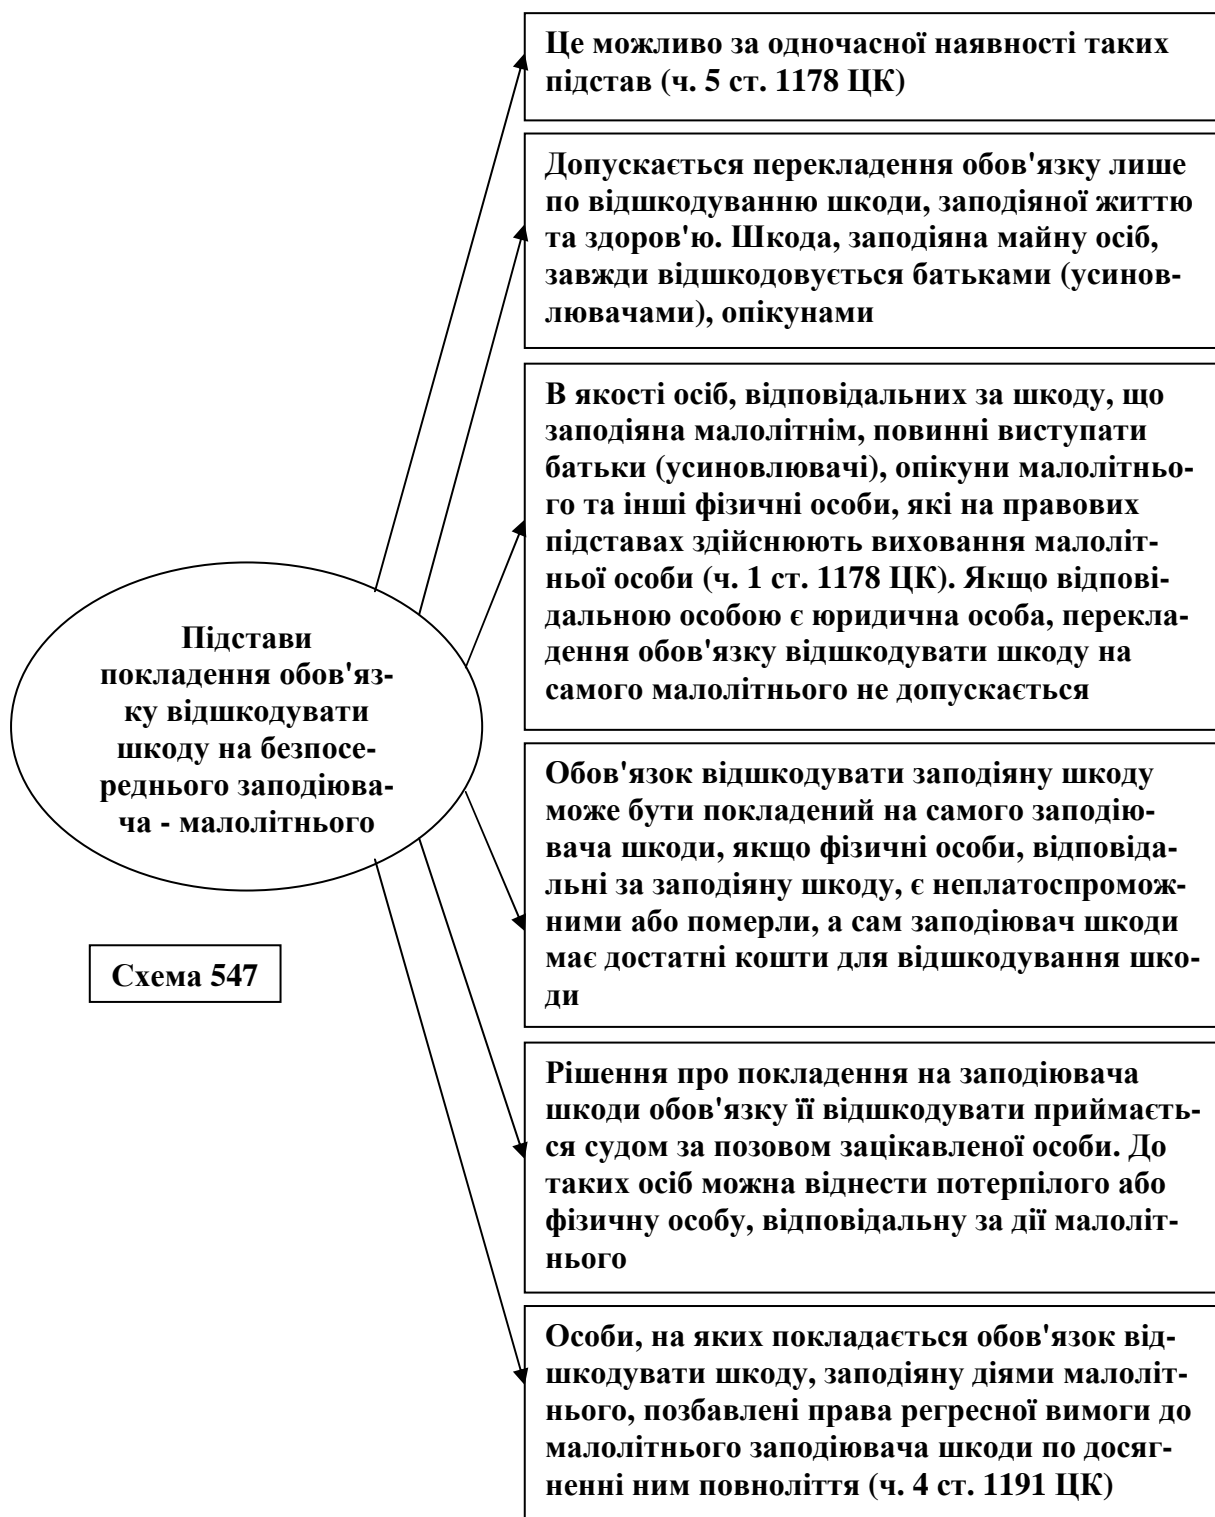 Це можливо за одночасної наявності таких
підстав (ч. 5 ст. 1178 ЦК)
Допускається перекладення обов'язку лише
по відшкодуванню шкоди, заподіяної життю
та здоров'ю. Шкода, заподіяна майну осіб,
завжди відшкодовується батьками (усинов-
лювачами), опікунами
В якості осіб, відповідальних за шкоду, що
заподіяна малолітнім, повинні виступати
батьки (усиновлювачі), опікуни малолітньо-
го та інші фізичні особи, які на правових
підставах здійснюють виховання малоліт-
ньої особи (ч. 1 ст. 1178 ЦК). Якщо відпові-
дальною особою є юридична особа, перекла-
дення обов'язку відшкодувати шкоду на
самого малолітнього не допускається
Підстави
покладення обов'яз-
ку відшкодувати
шкоду на безпосе-
реднього заподіюва-
ча - малолітнього
Обов'язок відшкодувати заподіяну шкоду
може бути покладений на самого заподію-
вача шкоди, якщо фізичні особи, відповіда-
льні за заподіяну шкоду, є неплатоспромож-
ними або померли, а сам заподіювач шкоди
має достатні кошти для відшкодування шко-
ди
Схема 547
Рішення про покладення на заподіювача
шкоди обов'язку її відшкодувати приймаєть-
ся судом за позовом зацікавленої особи. До
таких осіб можна віднести потерпілого або
фізичну особу, відповідальну за дії малоліт-
нього
Особи, на яких покладається обов'язок від-
шкодувати шкоду, заподіяну діями малоліт-
нього, позбавлені права регресної вимоги до
малолітнього заподіювача шкоди по досяг-
ненні ним повноліття (ч. 4 ст. 1191 ЦК)